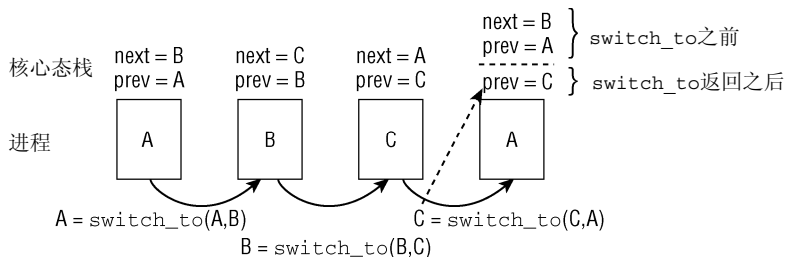 核心态栈
next = B
prev = A
next = C
prev = B
next = A
prev = C
next = B
prev = A
switch_to之前
prev = C
switch_to返回之后
进程
A
B
C
A
A = switch_to(A,B)
B = switch_to(B,C)
C = switch_to(C,A)